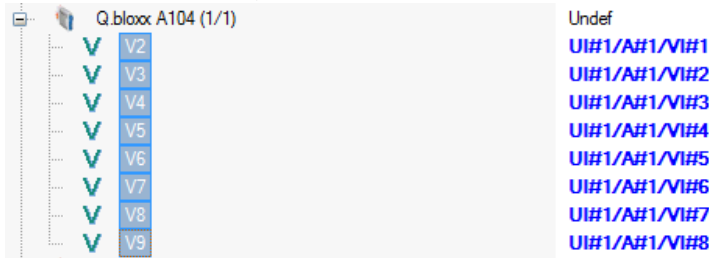 Q.bloxx A104 (1/1) Undef
V V2 UI#1/A#1/VI#1
V V3 UI#1/A#1/VI#2
V V4 UI#1/A#1/VI#3
V V5 UI#1/A#1/VI#4
V V6 UI#1/A#1/VI#5
V V7 UI#1/A#1/VI#6
V V8 UI#1/A#1/VI#7
V V9 UI#1/A#1/VI#8